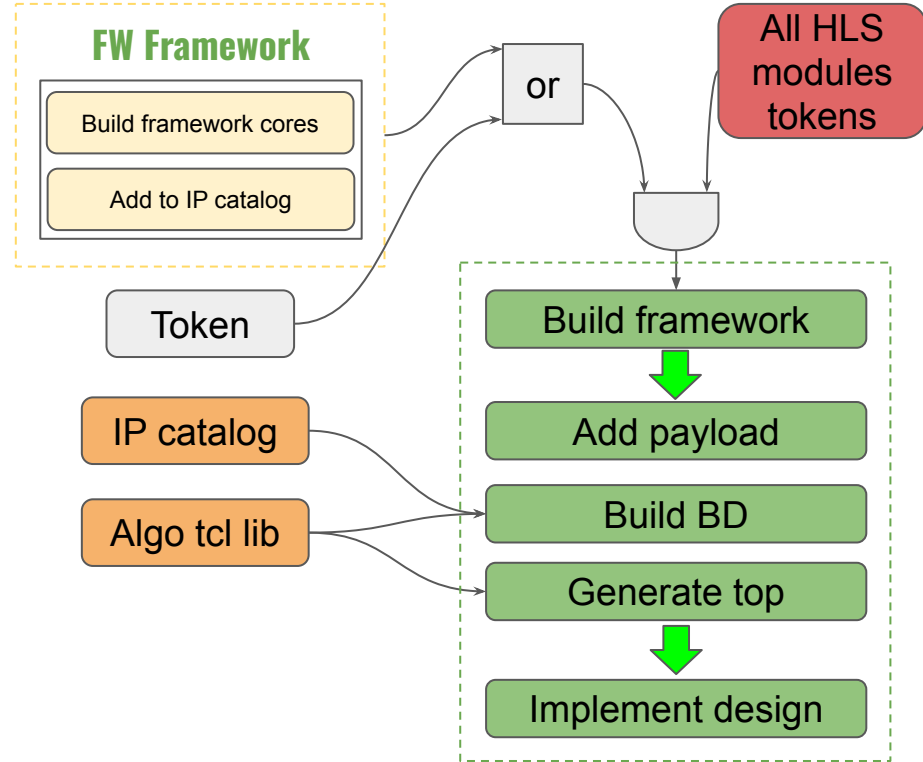 FW Framework
Build framework cores
Add to IP catalog
or
All HLS
modules
tokens
Token
IP catalog
Algo tcl lib
Build framework
Add payload
Build BD
Generate top
Implement design